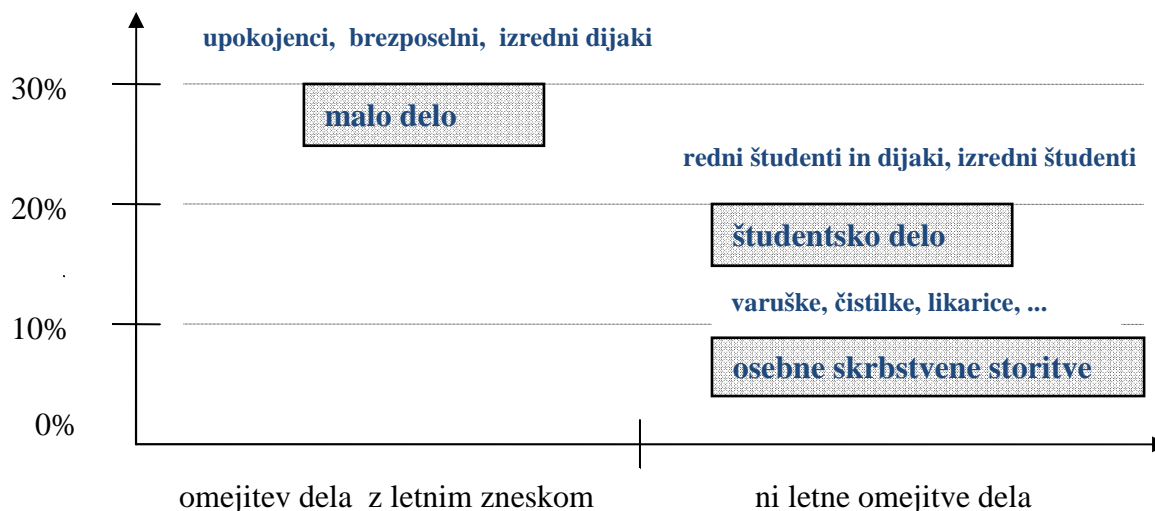 upokojenci, brezposelni, izredni dijaki
30%
malo delo
redni študenti in dijaki, izredni študenti
20%
študentsko delo
varuške, čistilke, likarice, ...
10%
osebne skrbstvene storitve
0%
omejitev dela z letnim zneskom
ni letne omejitve dela